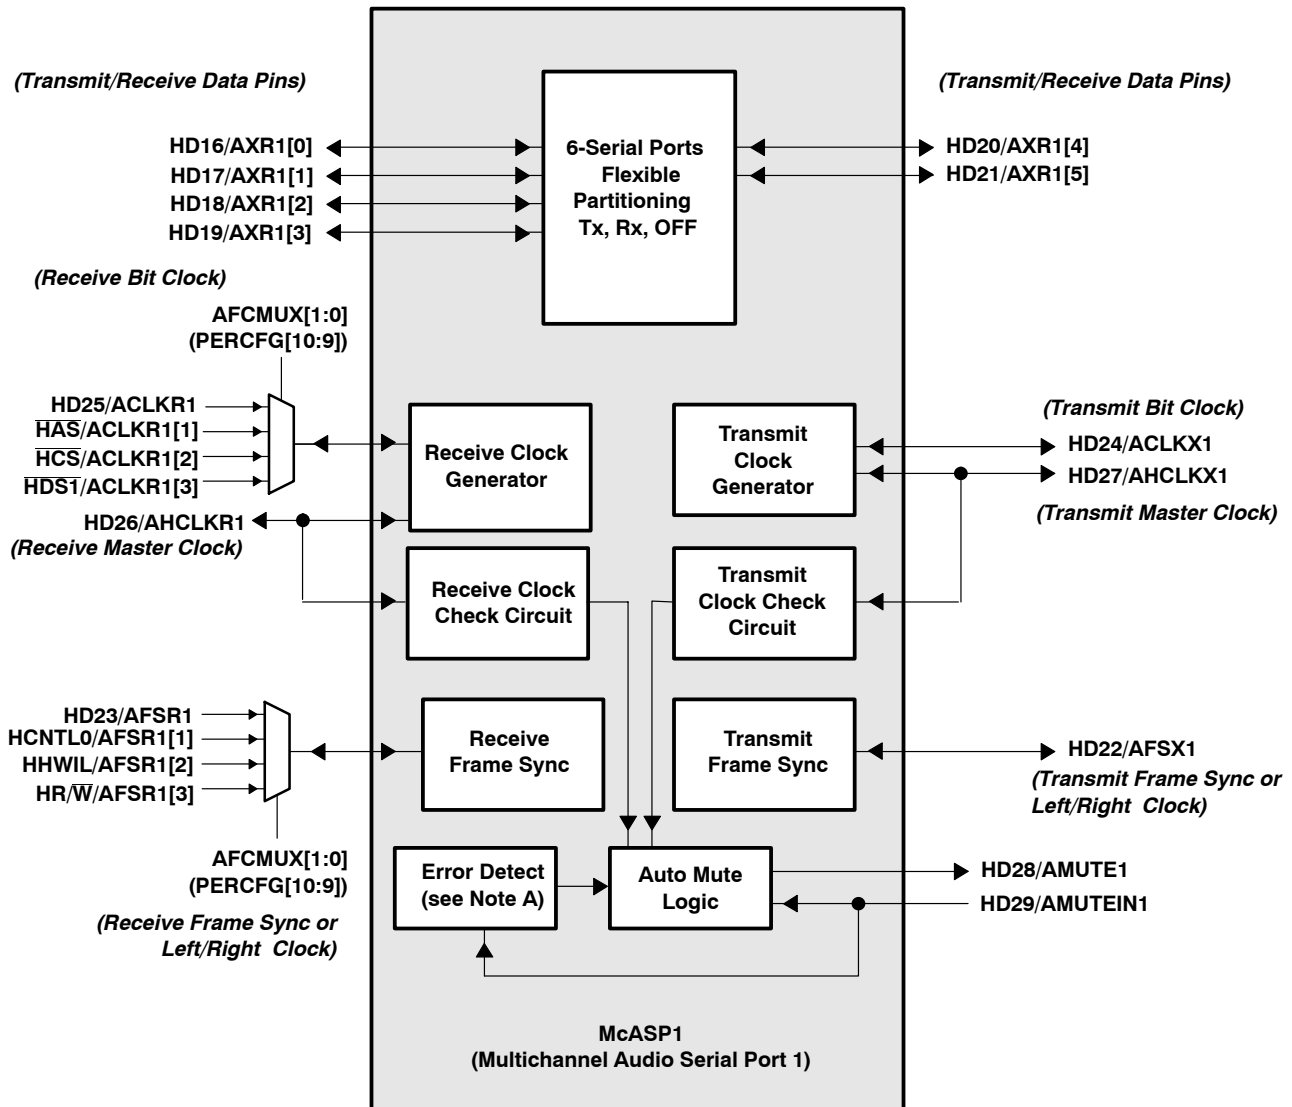 (Transmit/Receive Data Pins)
HD16/AXR1[0]
HD17/AXR1[1]
HD18/AXR1[2]
HD19/AXR1[3]
6-Serial Ports
Flexible
Partitioning
Tx, Rx, OFF
(Transmit/Receive Data Pins)
HD20/AXR1[4]
HD21/AXR1[5]
(Receive Bit Clock)
AFCMUX[1:0]
(PERCFG[10:9])
HD25/ACLKR1
H̅A̅S̅/ACLKR1[1]
H̅C̅S̅/ACLKR1[2]
H̅D̅S̅1̅/ACLKR1[3]
HD26/AHCLKR1
(Receive Master Clock)
Receive Clock
Generator
Transmit
Clock
Generator
(Transmit Bit Clock)
HD24/ACLKX1
HD27/AHCLKX1
(Transmit Master Clock)
Receive Clock
Check Circuit
Transmit
Clock Check
Circuit
HD23/AFSR1
HCNTL0/AFSR1[1]
HHWIL/AFSR1[2]
HR/W̅/AFSR1[3]
AFCMUX[1:0]
(PERCFG[10:9])
(Receive Frame Sync or
Left/Right Clock)
Receive
Frame Sync
Transmit
Frame Sync
HD22/AFSX1
(Transmit Frame Sync or
Left/Right Clock)
Error Detect
(see Note A)
Auto Mute
Logic
HD28/AMUTE1
HD29/AMUTEIN1
McASP1
(Multichannel Audio Serial Port 1)